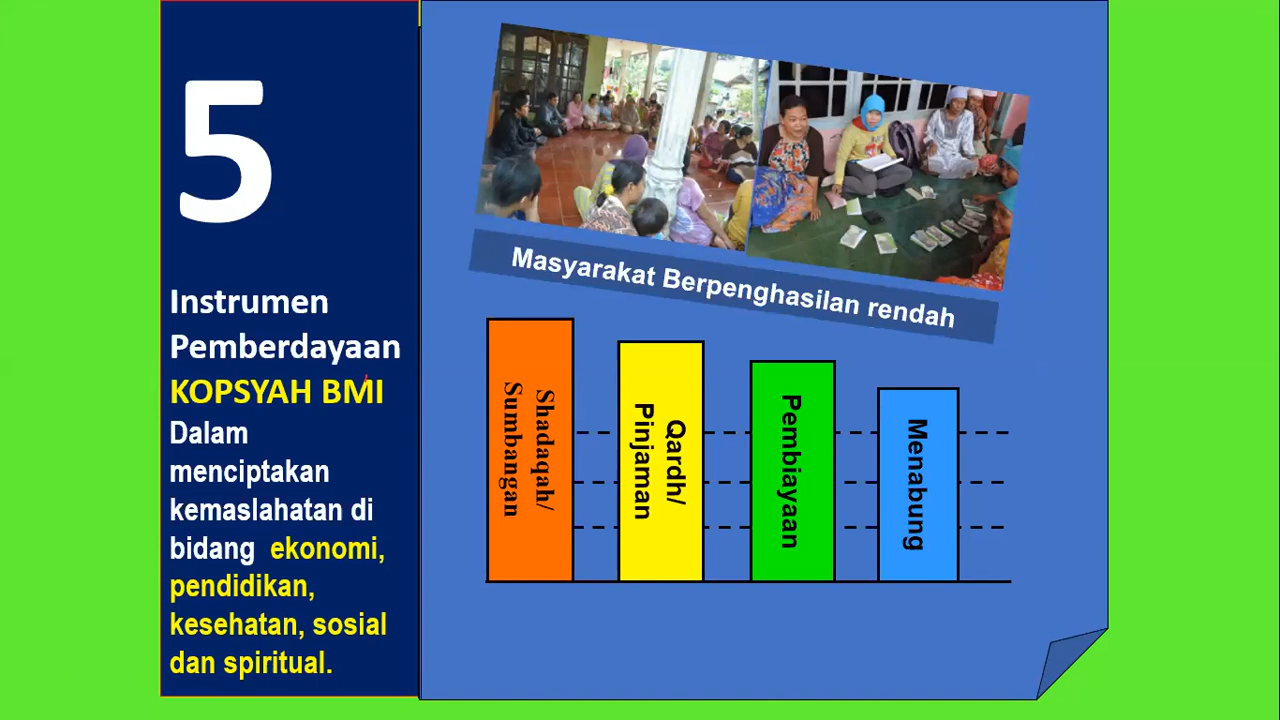 5
Instrumen
Pemberdayaan
KOPSYAH BMI
Dalam
menciptakan
kemaslahatan di
bidang ekonomi,
pendidikan,
kesehatan, sosial
dan spiritual.
Masyarakat Berpenghasilan rendah
Shadaqah/
Sumbangan
Qardh/
Pinjaman
Pembiayaan
Menabung